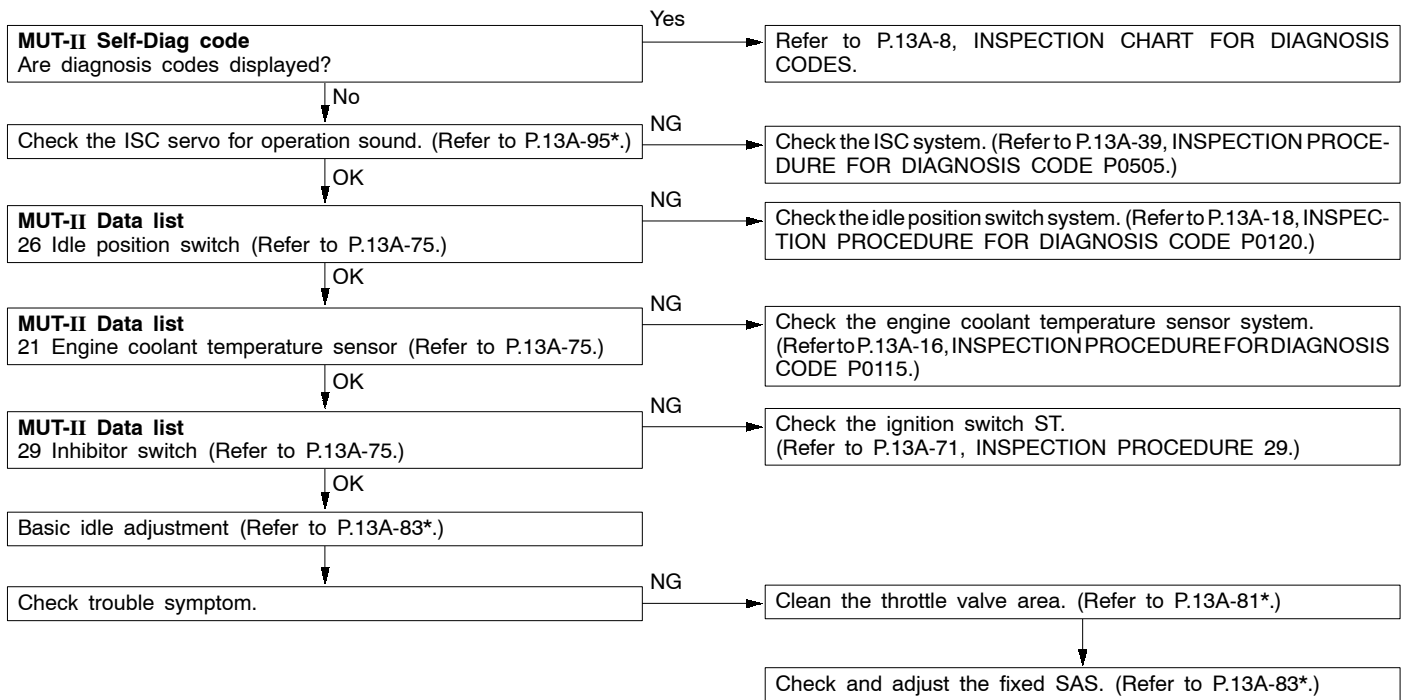 Yes
MUT-II Self-Diag code
Are diagnosis codes displayed?
Refer to P.13A-8, INSPECTION CHART FOR DIAGNOSIS
CODES.
No
Check the ISC servo for operation sound. (Refer to P.13A-95*.)
NG
Check the ISC system. (Refer to P.13A-39, INSPECTION PROCE-
DURE FOR DIAGNOSIS CODE P0505.)
OK
MUT-II Data list
26 Idle position switch (Refer to P.13A-75.)
NG
Check the idle position switch system. (Refer to P.13A-18, INSPEC-
TION PROCEDURE FOR DIAGNOSIS CODE P0120.)
OK
MUT-II Data list
21 Engine coolant temperature sensor (Refer to P.13A-75.)
NG
Check the engine coolant temperature sensor system.
(Refer to P.13A-16, INSPECTION PROCEDURE FOR DIAGNOSIS
CODE P0115.)
OK
MUT-II Data list
29 Inhibitor switch (Refer to P.13A-75.)
NG
Check the ignition switch ST.
(Refer to P.13A-71, INSPECTION PROCEDURE 29.)
OK
Basic idle adjustment (Refer to P.13A-83*.)
Check trouble symptom.
NG
Clean the throttle valve area. (Refer to P.13A-81*.)
Check and adjust the fixed SAS. (Refer to P.13A-83*.)